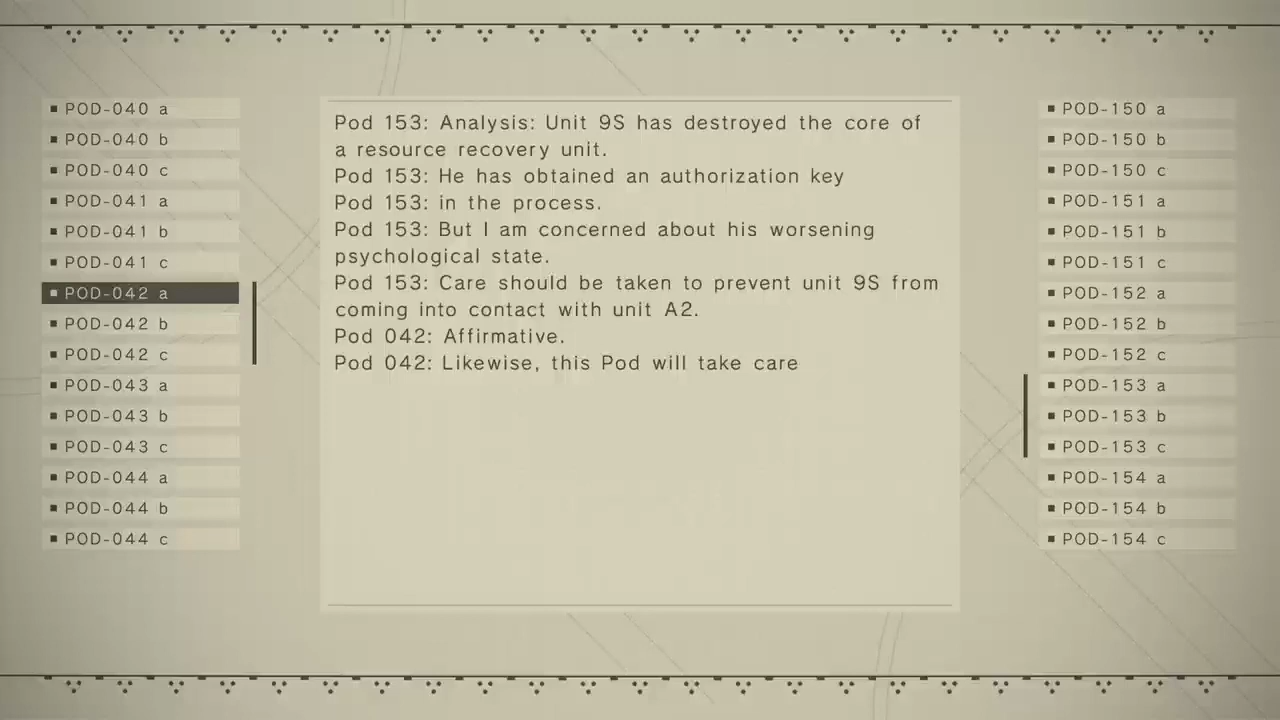 POD-040 a
POD-040 b
POD-040 c
POD-041 a
POD-041 b
POD-041 c
POD-042 a
POD-042 b
POD-042 c
POD-043 a
POD-043 b
POD-043 c
POD-044 a
POD-044 b
POD-044 c
Pod 153: Analysis: Unit 9S has destroyed the core of
a resource recovery unit.
Pod 153: He has obtained an authorization key
Pod 153: in the process.
Pod 153: But I am concerned about his worsening
psychological state.
Pod 153: Care should be taken to prevent unit 9S from
coming into contact with unit A2.
Pod 042: Affirmative.
Pod 042: Likewise, this Pod will take care
POD-150 a
POD-150 b
POD-150 c
POD-151 a
POD-151 b
POD-151 c
POD-152 a
POD-152 b
POD-152 c
POD-153 a
POD-153 b
POD-153 c
POD-154 a
POD-154 b
POD-154 c